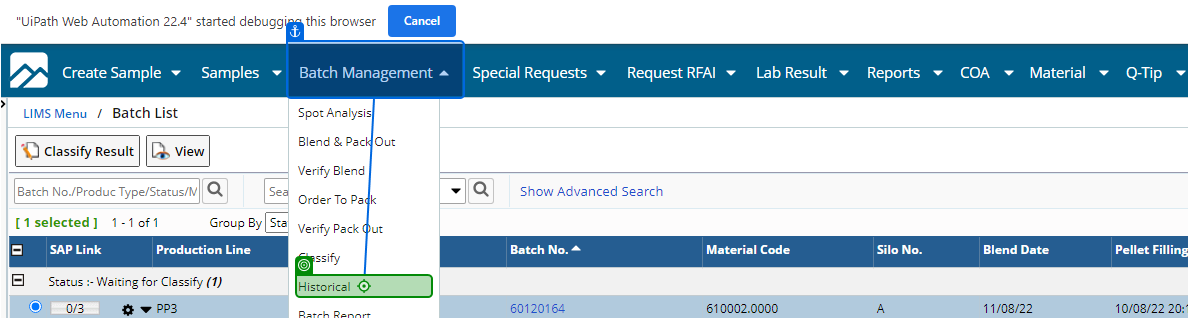 "UiPath Web Automation 22.4" started debugging this browser Cancel
Create Sample Samples Batch Management Special Requests Request RFAI Lab Result Reports COA Material Q-Tip
LIMS Menu / Batch List
Spot Analysis
Classify Result View
Blend & Pack Out
Verify Blend
Batch No./Produc Type/Status/M Sea Show Advanced Search
Order To Pack
[ 1 selected ] 1 - 1 of 1 Group By Sta
Verify Pack Out
SAP Link Production Line Batch No. Material Code Silo No. Blend Date Pellet Filling
Classify
Status :- Waiting for Classify (1)
Historical
0/3 PP3 60120164 610002.0000 A 11/08/22 10/08/22 20:1
Batch Report